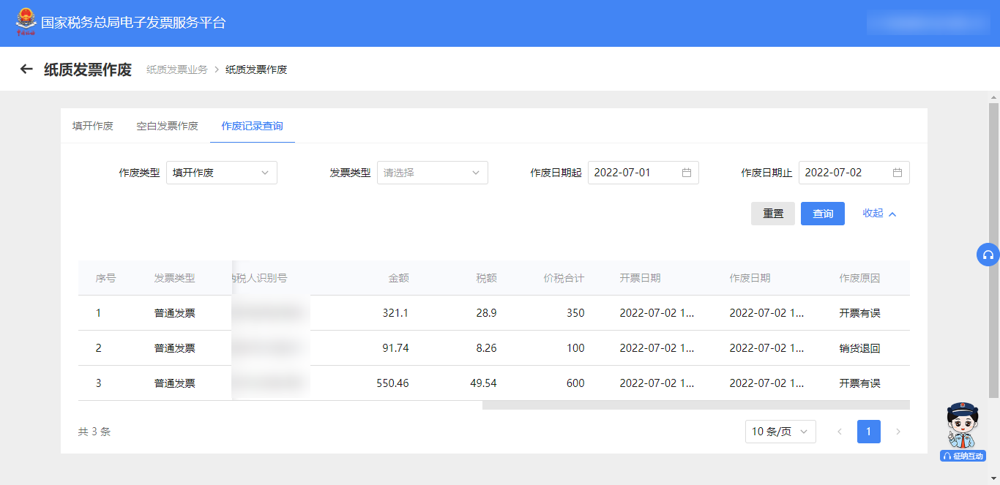 国家税务总局电子发票服务平台
纸质发票作废 纸质发票业务 > 纸质发票作废
填开作废 空白发票作废 作废记录查询
作废类型 填开作废 发票类型 请选择 作废日期起 2022-07-01 作废日期止 2022-07-02
重置 查询 收起
序号 发票类型 纳税人识别号 金额 税额 价税合计 开票日期 作废日期 作废原因
1 普通发票 321.1 28.9 350 2022-07-02 1... 2022-07-02 1... 开票有误
2 普通发票 91.74 8.26 100 2022-07-02 1... 2022-07-02 1... 销货退回
3 普通发票 550.46 49.54 600 2022-07-02 1... 2022-07-02 1... 开票有误
共 3 条 10 条/页 < 1 >
征纳互动